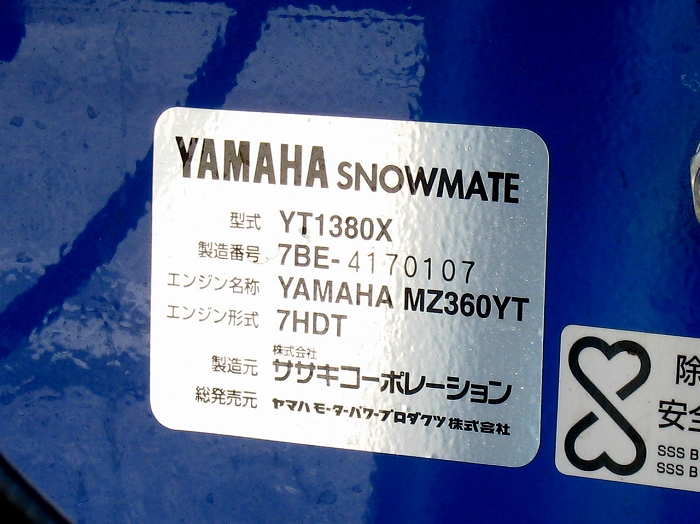 YAMAHA SNOWMATE
型式 YT1380X
製造番号 7BE-4170107
エンジン名称 YAMAHA MZ360YT
エンジン形式 7HDT
株式会社
製造元 ササキコーポレーション
総発売元 ヤマハモーターパワープロダクツ株式会社
除
安全
SSS B
SSS B